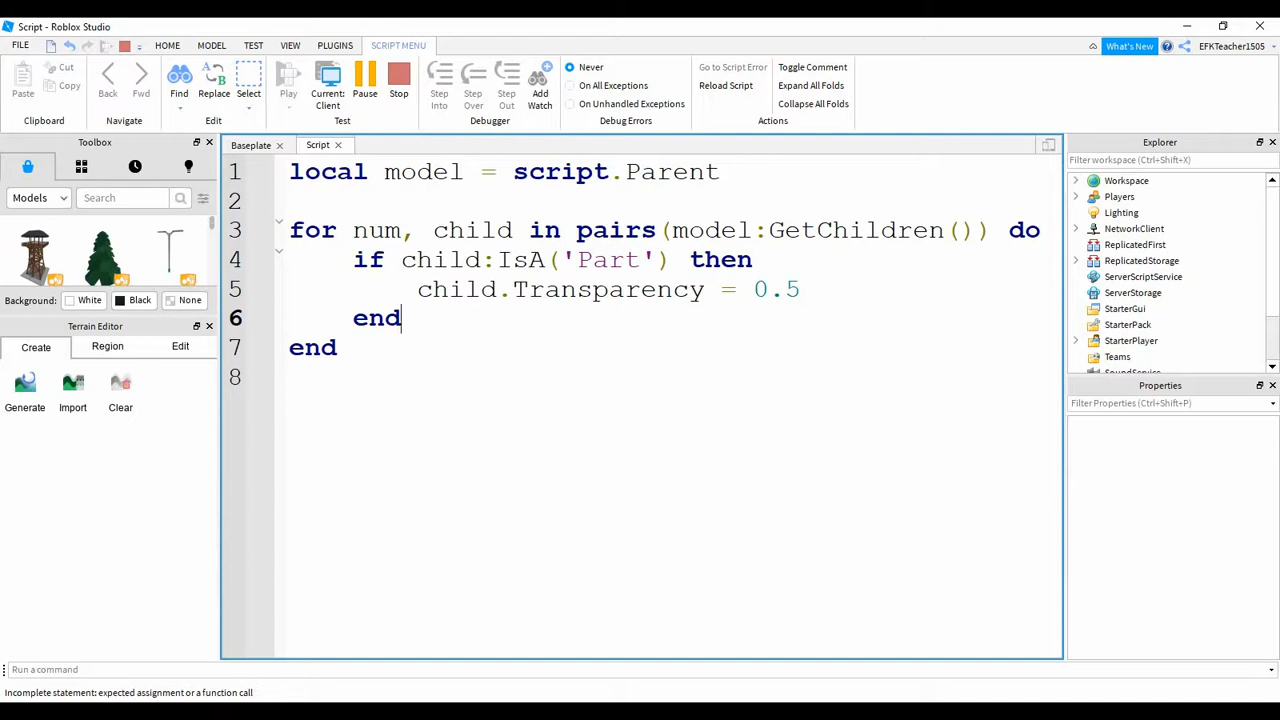 Script - Roblox Studio
FILE HOME MODEL TEST VIEW PLUGINS SCRIPT MENU What's New EFKTeacher1505
Paste Cut Copy Back Fwd Find Replace Select Play Current: Client Pause Stop Step Into Step Over Step Out Add Watch
Never
On All Exceptions
On Unhandled Exceptions
Go to Script Error
Reload Script
Toggle Comment
Expand All Folds
Collapse All Folds
Clipboard Navigate Edit Test Debugger Debug Errors Actions
Toolbox
Models Search
Background: White Black None
Terrain Editor
Create Region Edit
Generate Import Clear
Baseplate Script
1 local model = script.Parent
2
3 for num, child in pairs(model:GetChildren()) do
4 if child:IsA('Part') then
5 child.Transparency = 0.5
6 end
7 end
8
Explorer
Filter workspace (Ctrl+Shift+X)
Workspace
Players
Lighting
NetworkClient
ReplicatedFirst
ReplicatedStorage
ServerScriptService
ServerStorage
StarterGui
StarterPack
StarterPlayer
Teams
SoundService
Properties
Filter Properties (Ctrl+Shift+P)
Run a command
Incomplete statement: expected assignment or a function call